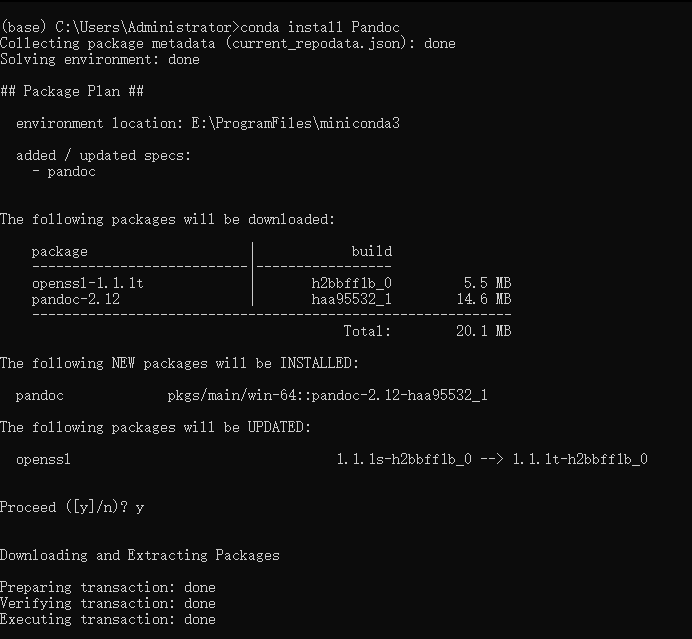 (base) C:\Users\Administrator>conda install Pandoc
Collecting package metadata (current_repodata.json): done
Solving environment: done
## Package Plan ##
environment location: E:\ProgramFiles\miniconda3
added / updated specs:
- pandoc
The following packages will be downloaded:
package | build
---------------------------|-----------------
openssl-1.1.1t | h2bbff1b_0 5.5 MB
pandoc-2.12 | haa95532_1 14.6 MB
------------------------------------------------------------
Total: 20.1 MB
The following NEW packages will be INSTALLED:
pandoc pkgs/main/win-64::pandoc-2.12-haa95532_1
The following packages will be UPDATED:
openssl 1.1.1s-h2bbff1b_0 --> 1.1.1t-h2bbff1b_0
Proceed ([y]/n)? y
Downloading and Extracting Packages
Preparing transaction: done
Verifying transaction: done
Executing transaction: done